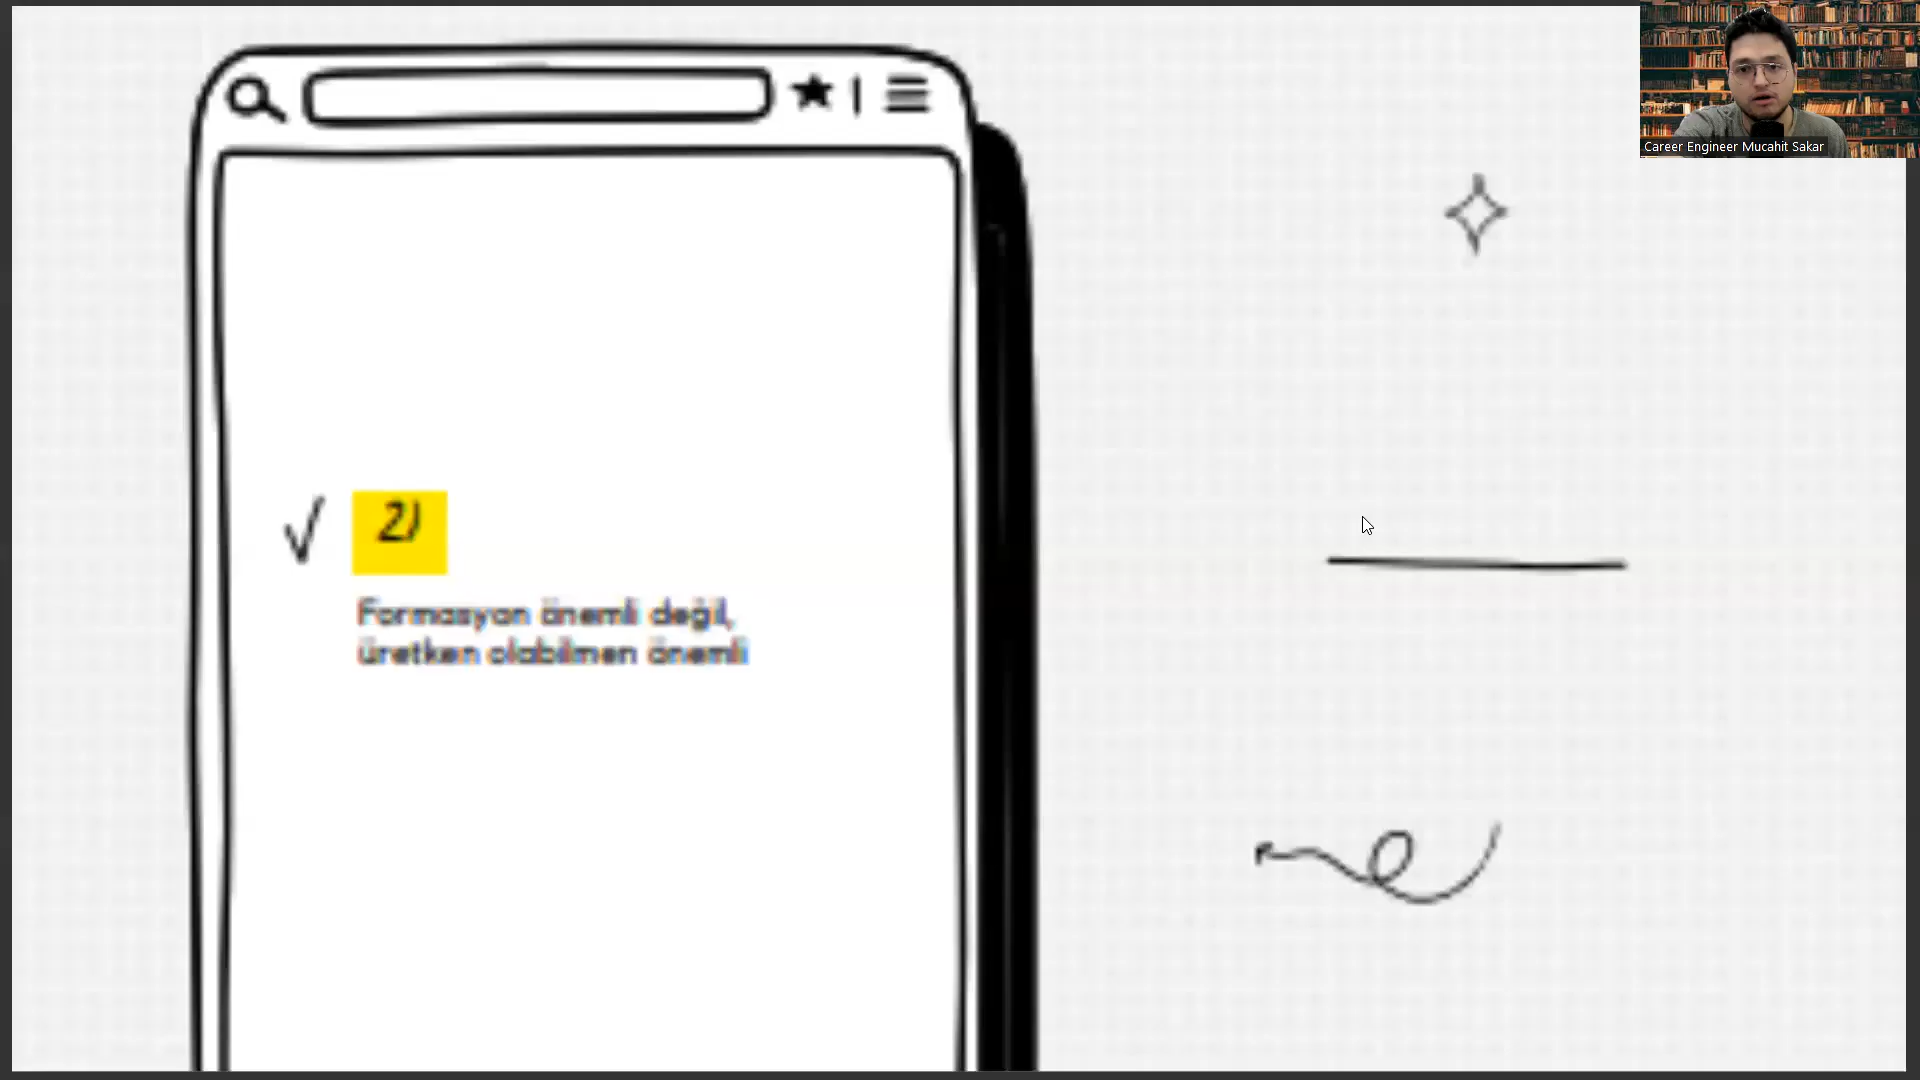 Career Engineer Mucahit Sakar
2)
Formasyon önemli değil,
üretken olabilmen önemli